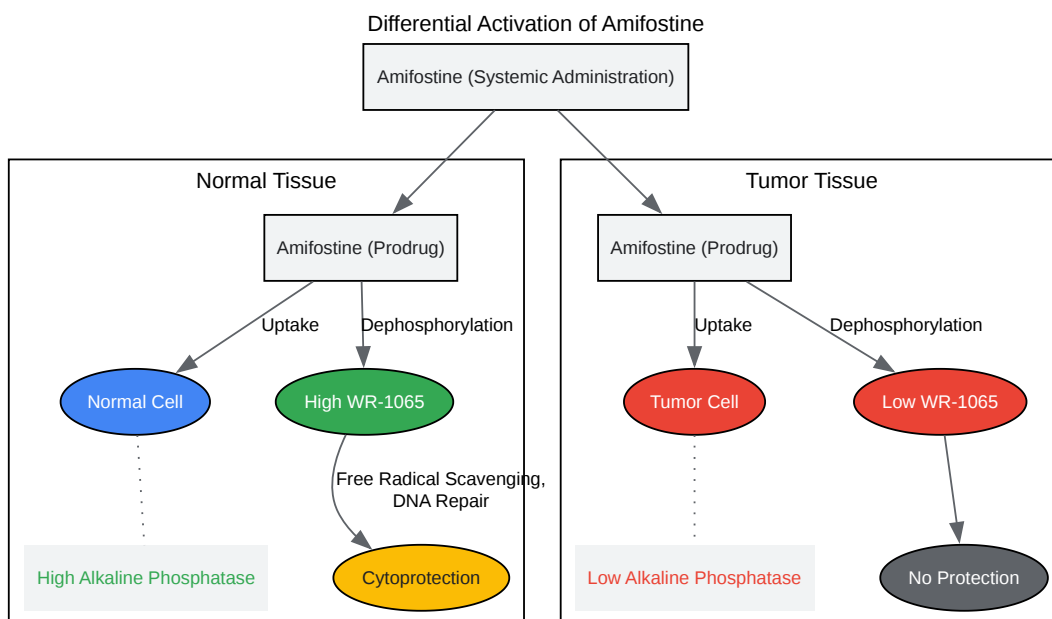 Differential Activation of Amifostine
Amifostine (Systemic Administration)
Normal Tissue
Amifostine (Prodrug)
Uptake
Dephosphorylation
Normal Cell
High WR-1065
Free Radical Scavenging,
DNA Repair
High Alkaline Phosphatase
Cytoprotection
Tumor Tissue
Amifostine (Prodrug)
Uptake
Dephosphorylation
Tumor Cell
Low WR-1065
Low Alkaline Phosphatase
No Protection